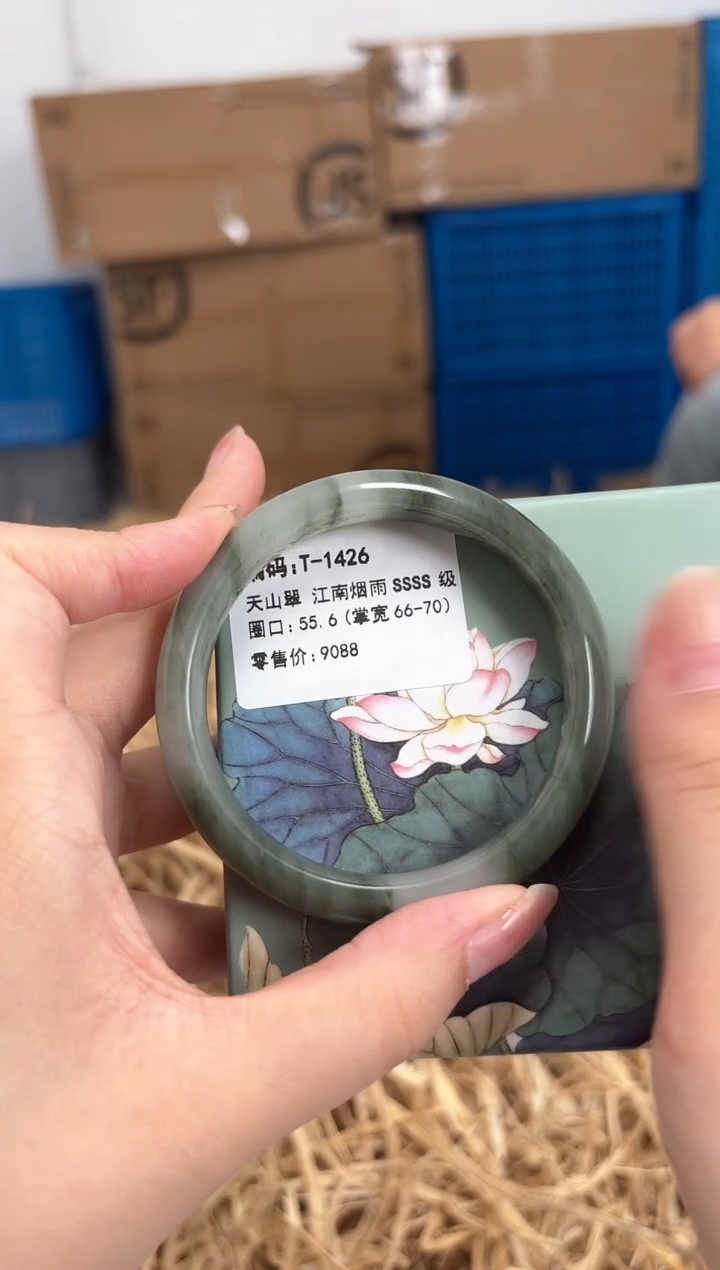 码:T-1426
天山翠 江南烟雨 SSSS 级
圈口: 55.6 (掌宽 66-70)
零售价:9088